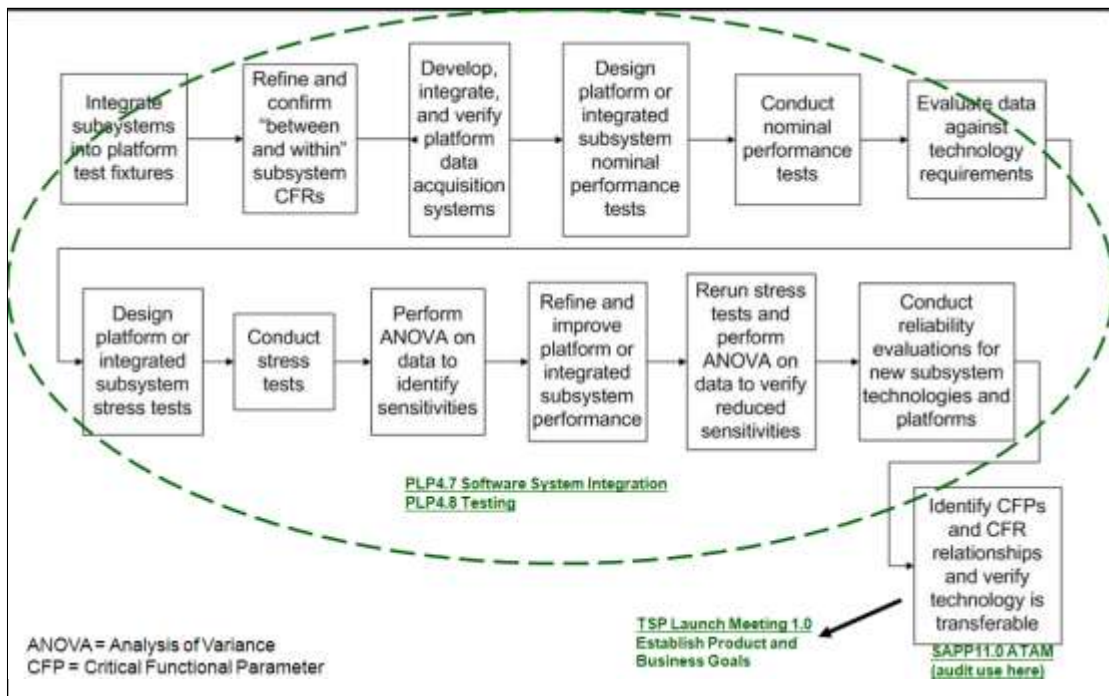 Integrate
subsystems
into platform
test fixtures
Refine and
confirm
“between
and within”
subsystem
CFRs
Develop,
integrate,
and verify
platform
data
acquisition
systems
Design
platform or
integrated
subsystem
nominal
performance
tests
Conduct
nominal
performance
tests
Evaluate data
against
technology
requirements
Design
platform or
integrated
subsystem
stress tests
Conduct
stress
tests
Perform
ANOVA on
data to
identify
sensitivities
Refine and
improve
platform or
integrated
subsystem
performance
Rerun stress
tests and
perform
ANOVA on
data to verify
reduced
sensitivities
Conduct
reliability
evaluations for
new subsystem
technologies and
platforms
PLP4.7 Software System Integration
PLP4.8 Testing
Identify CFPs
and CFR
relationships
and verify
technology is
transferable
TSP Launch Meeting 1.0
Establish Product and
Business Goals
SAPP11.0 ATAM
(audit use here)
ANOVA = Analysis of Variance
CFP = Critical Functional Parameter